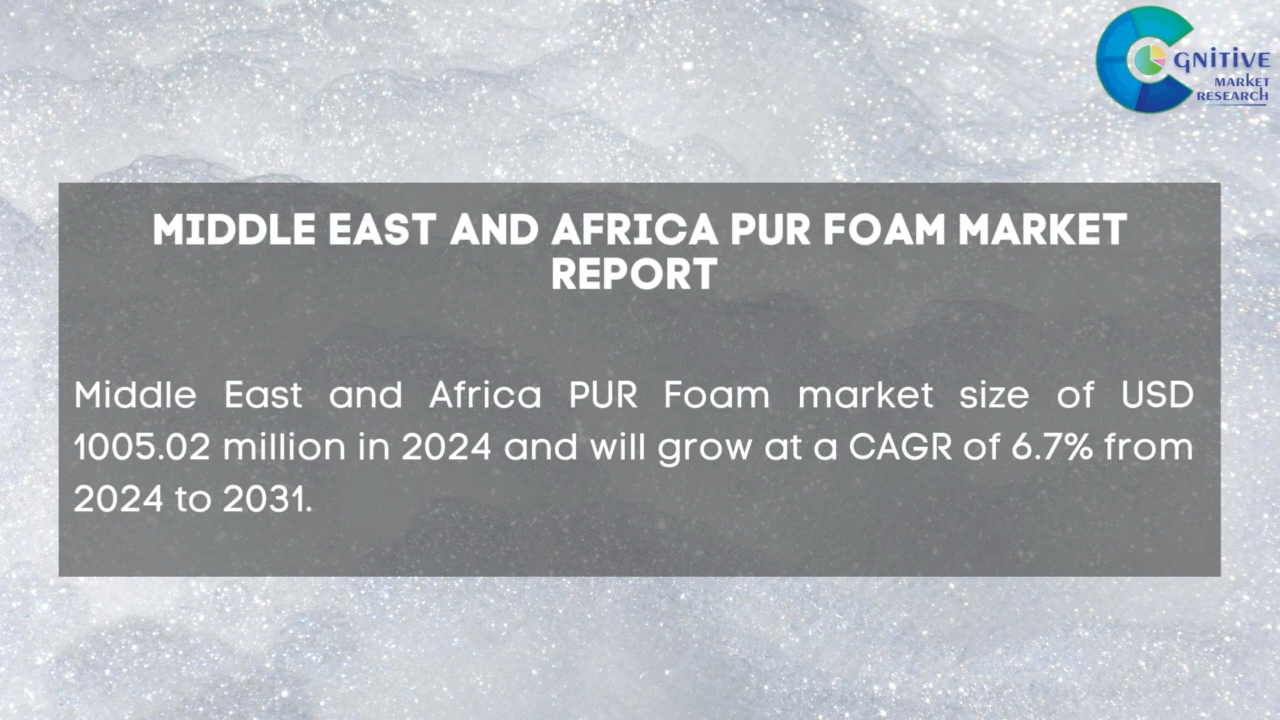 GNITIVE
MARKET
RESEARCH
MIDDLE EAST AND AFRICA PUR FOAM MARKET
REPORT
Middle East and Africa PUR Foam market size of USD
1005.02 million in 2024 and will grow at a CAGR of 6.7% from
2024 to 2031.